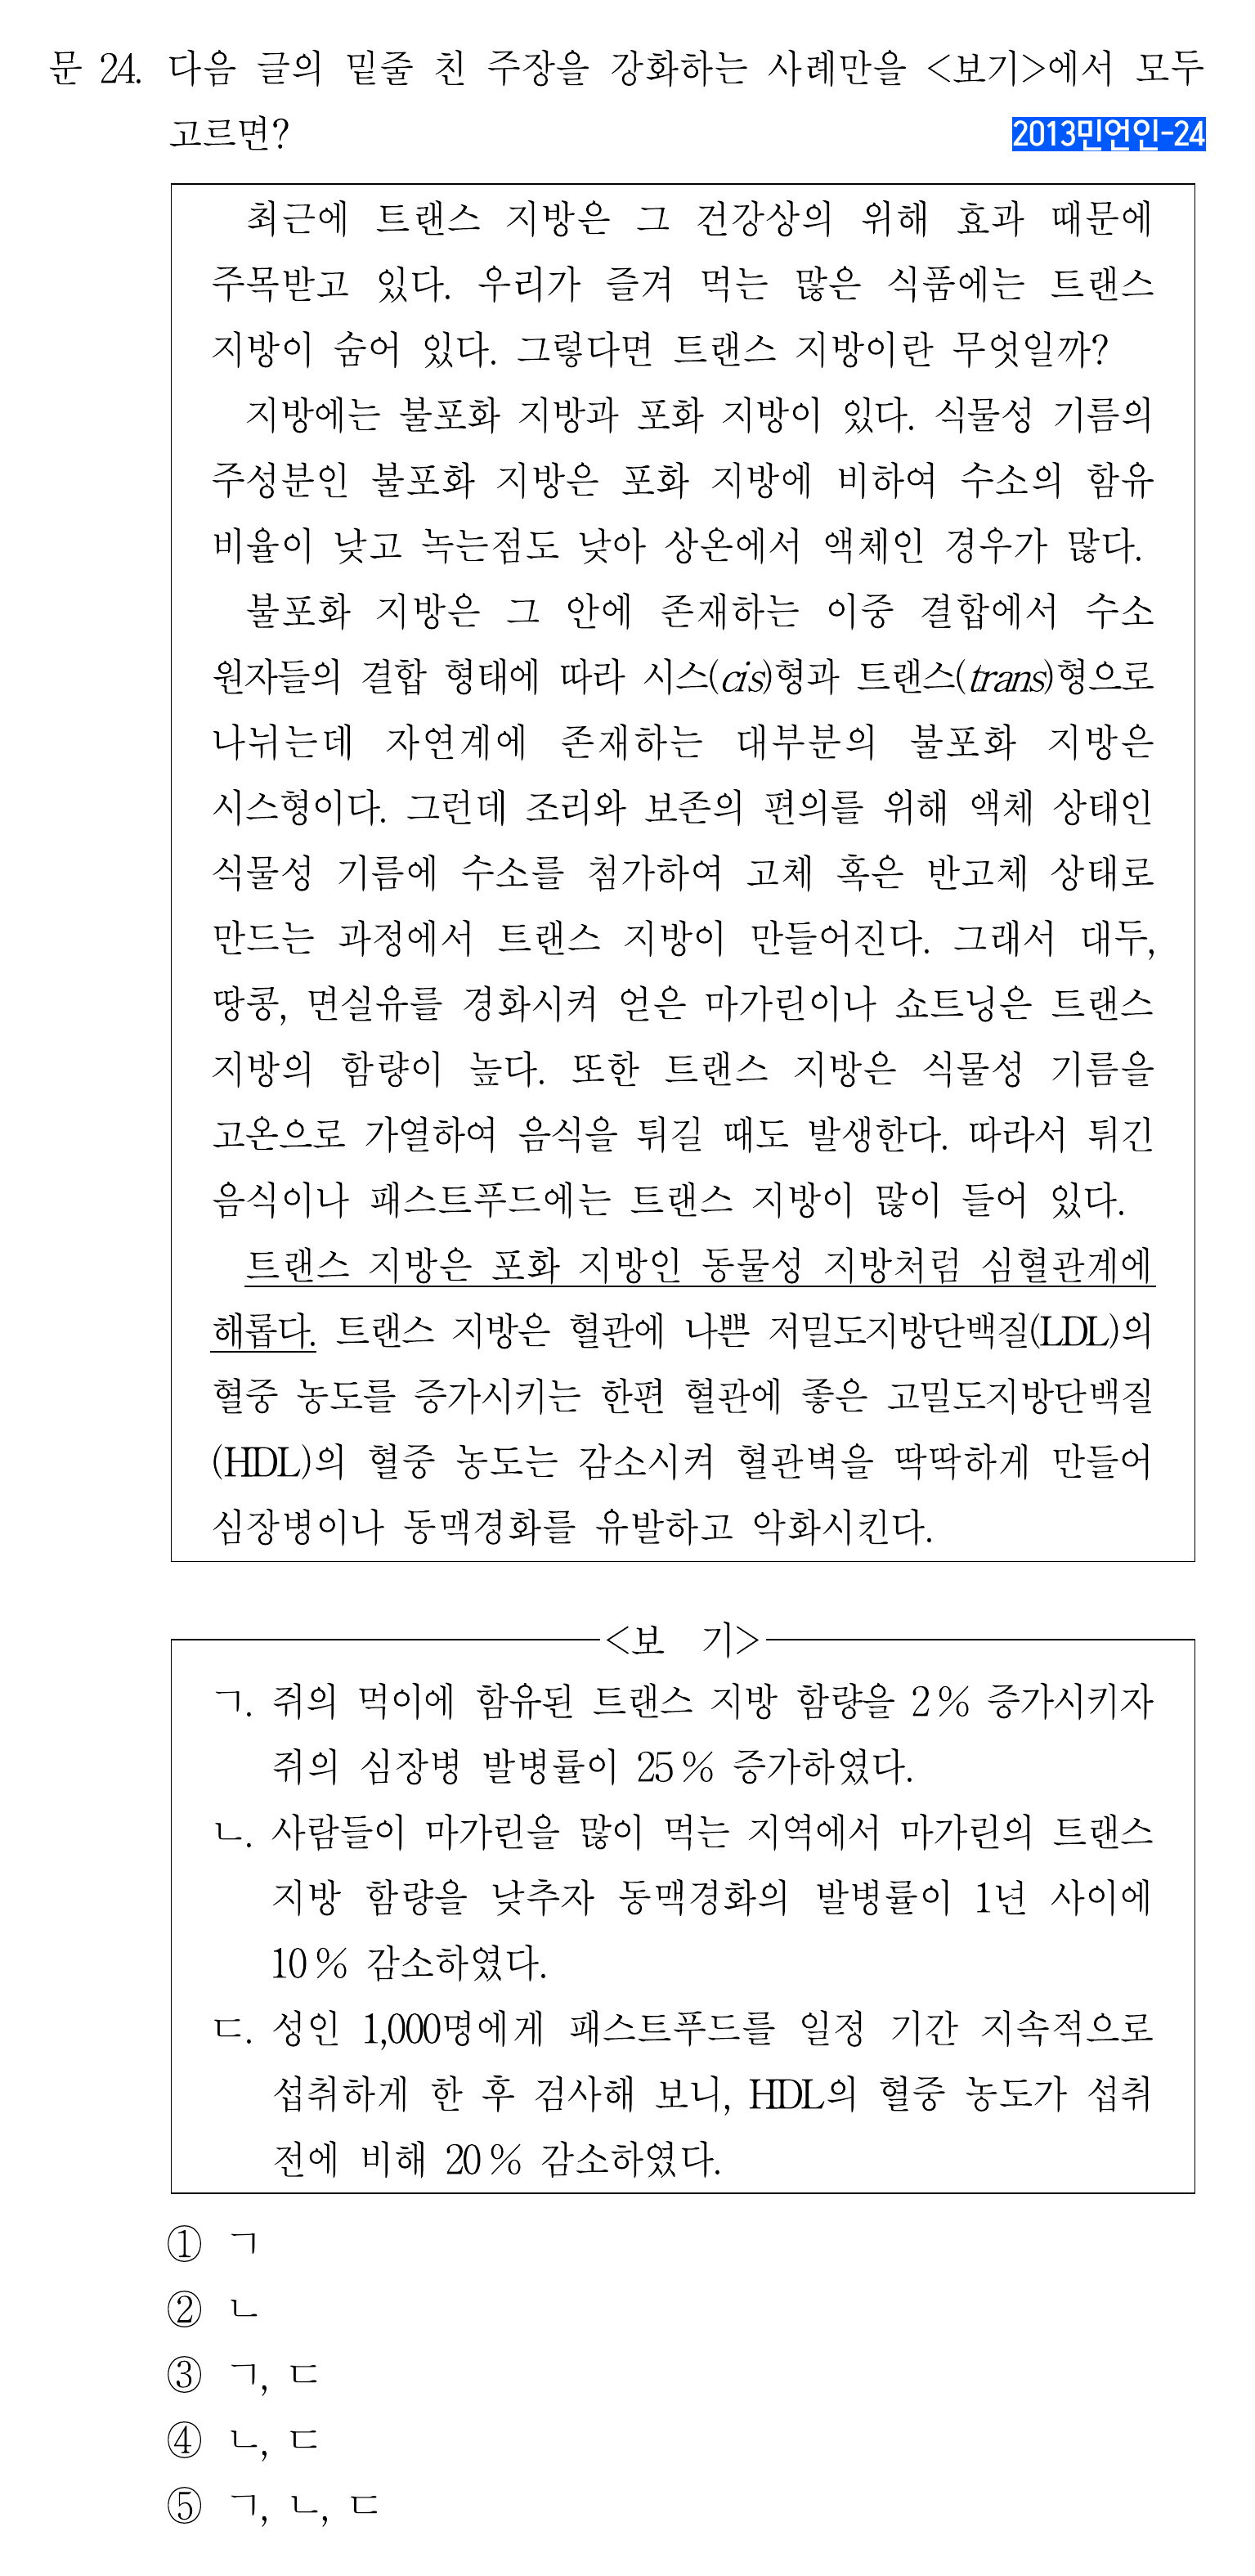 문 24. 다음 글의 밑줄 친 주장을 강화하는 사례만을 <보기>에서 모두
고르면?
2013민언인-24
최근에 트랜스 지방은 그 건강상의 위해 효과 때문에
주목받고 있다. 우리가 즐겨 먹는 많은 식품에는 트랜스
지방이 숨어 있다. 그렇다면 트랜스 지방이란 무엇일까?
지방에는 불포화 지방과 포화 지방이 있다. 식물성 기름의
주성분인 불포화 지방은 포화 지방에 비하여 수소의 함유
비율이 낮고 녹는점도 낮아 상온에서 액체인 경우가 많다.
불포화 지방은 그 안에 존재하는 이중 결합에서 수소
원자들의 결합 형태에 따라 시스(cis)형과 트랜스(trans)형으로
나뉘는데 자연계에 존재하는 대부분의 불포화 지방은
시스형이다. 그런데 조리와 보존의 편의를 위해 액체 상태인
식물성 기름에 수소를 첨가하여 고체 혹은 반고체 상태로
만드는 과정에서 트랜스 지방이 만들어진다. 그래서 대두,
땅콩, 면실유를 경화시켜 얻은 마가린이나 쇼트닝은 트랜스
지방의 함량이 높다. 또한 트랜스 지방은 식물성 기름을
고온으로 가열하여 음식을 튀길 때도 발생한다. 따라서 튀긴
음식이나 패스트푸드에는 트랜스 지방이 많이 들어 있다.
트랜스 지방은 포화 지방인 동물성 지방처럼 심혈관계에
해롭다. 트랜스 지방은 혈관에 나쁜 저밀도지방단백질(LDL)의
혈중 농도를 증가시키는 한편 혈관에 좋은 고밀도지방단백질
(HDL)의 혈중 농도는 감소시켜 혈관벽을 딱딱하게 만들어
심장병이나 동맥경화를 유발하고 악화시킨다.
<보 기>
ㄱ. 쥐의 먹이에 함유된 트랜스 지방 함량을 2% 증가시키자
쥐의 심장병 발병률이 25% 증가하였다.
ㄴ. 사람들이 마가린을 많이 먹는 지역에서 마가린의 트랜스
지방 함량을 낮추자 동맥경화의 발병률이 1년 사이에
10% 감소하였다.
ㄷ. 성인 1,000명에게 패스트푸드를 일정 기간 지속적으로
섭취하게 한 후 검사해 보니, HDL의 혈중 농도가 섭취
전에 비해 20% 감소하였다.
① ㄱ
② ㄴ
③ ㄱ, ㄷ
④ ㄴ, ㄷ
⑤ ㄱ, ㄴ, ㄷ